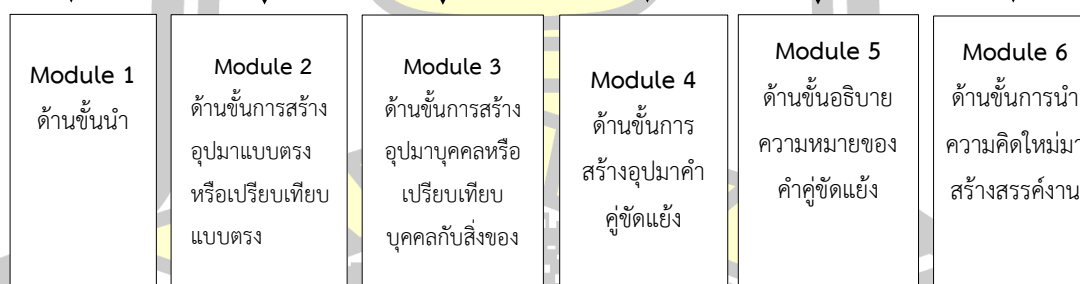 Module 1
ด้านขั้นนำ
Module 2
ด้านขั้นการสร้าง
อุปมาแบบตรง
หรือเปรียบเทียบ
แบบตรง
Module 3
ด้านขั้นการสร้าง
อุปมาบุคคลหรือ
เปรียบเทียบ
บุคคลกับสิ่งของ
Module 4
ด้านขั้นการ
สร้างอุปมาคำ
คู่ขัดแย้ง
Module 5
ด้านขั้นอธิบาย
ความหมายของ
คำคู่ขัดแย้ง
Module 6
ด้านขั้นการนำ
ความคิดใหม่มา
สร้างสรรค์งาน